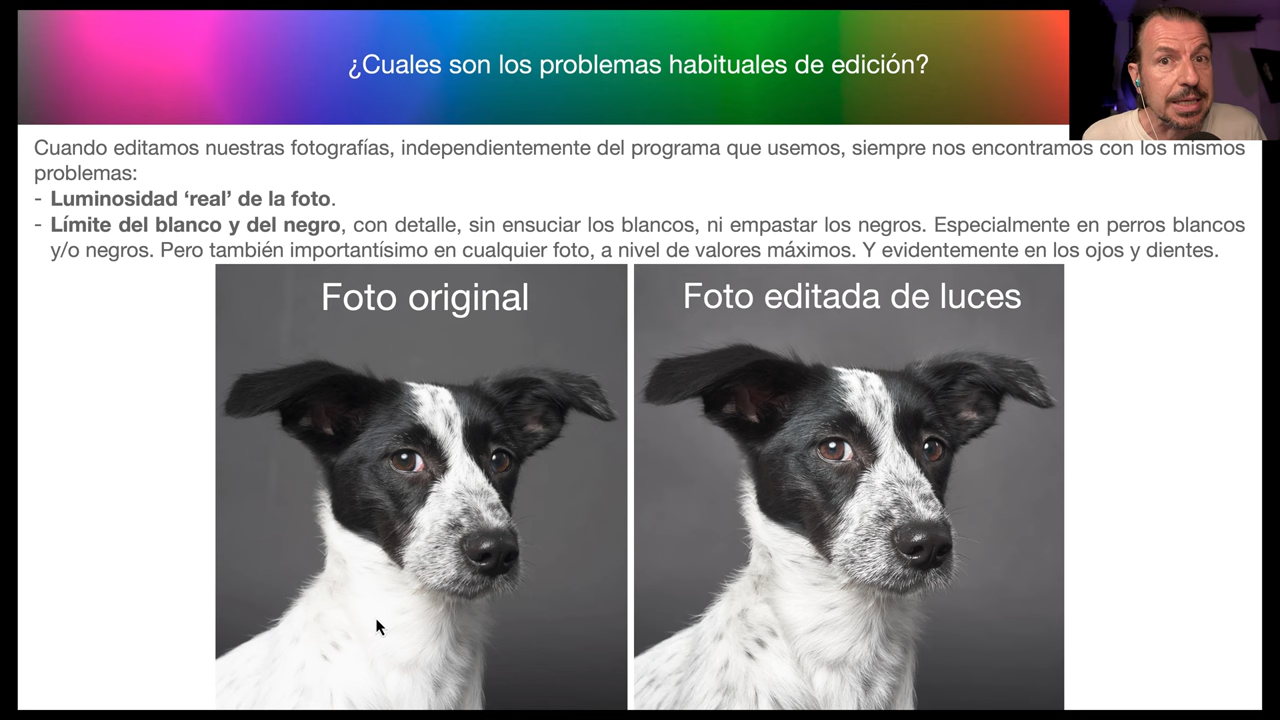 ¿Cuales son los problemas habituales de edición?
Cuando editamos nuestras fotografías, independientemente del programa que usemos, siempre nos encontramos con los mismos
problemas:
- Luminosidad ‘real’ de la foto.
- Límite del blanco y del negro, con detalle, sin ensuciar los blancos, ni empastar los negros. Especialmente en perros blancos
y/o negros. Pero también importantísimo en cualquier foto, a nivel de valores máximos. Y evidentemente en los ojos y dientes.
Foto original
Foto editada de luces